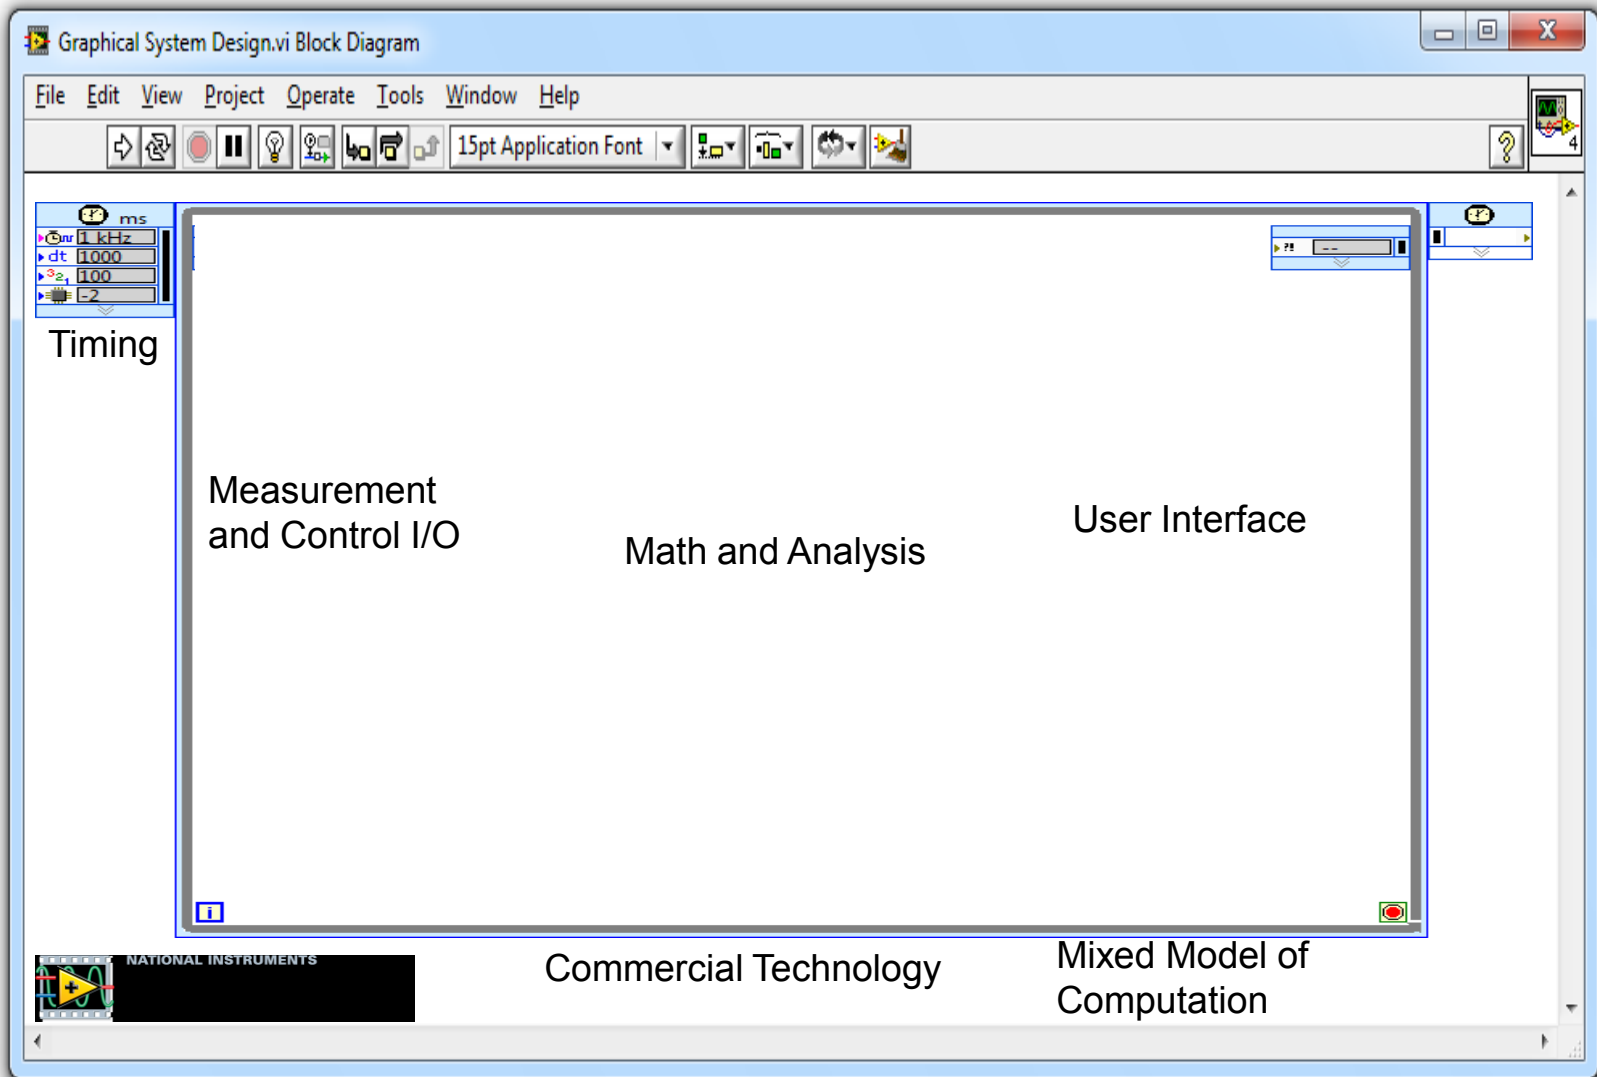 Graphical System Design.vi Block Diagram
File Edit View Project Operate Tools Window Help
15pt Application Font
4
ms
1 kHz
dt 1000
321 100
-2
?! --
Timing
Measurement
and Control I/O
Math and Analysis
User Interface
i
NATIONAL INSTRUMENTS
Commercial Technology
Mixed Model of
Computation